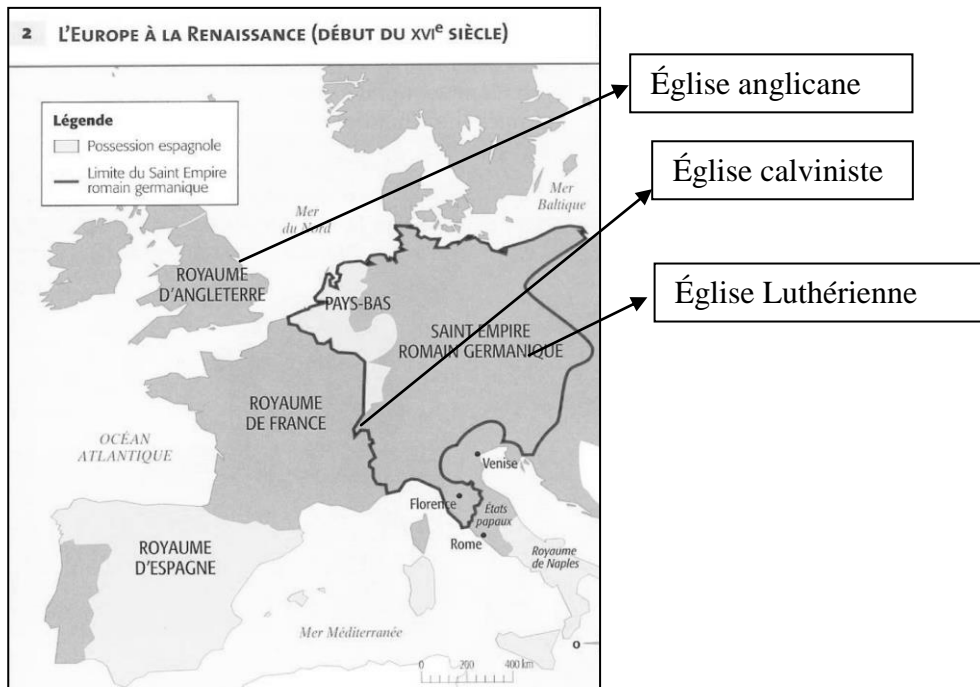 2 L'EUROPE À LA RENAISSANCE (DÉBUT DU XVIe SIÈCLE)
Église anglicane
Légende
Possession espagnole
Limite du Saint Empire
romain germanique
Église calviniste
Mer
du Nord
Mer
Baltique
ROYAUME
D'ANGLETERRE
PAYS-BAS
Église Luthérienne
SAINT EMPIRE
ROMAIN GERMANIQUE
ROYAUME
DE FRANCE
OCÉAN
ATLANTIQUE
Venise
Florence
États
papaux
Rome
ROYAUME
D'ESPAGNE
Royaume
de Naples
Mer Méditerranée
0 200 400 km